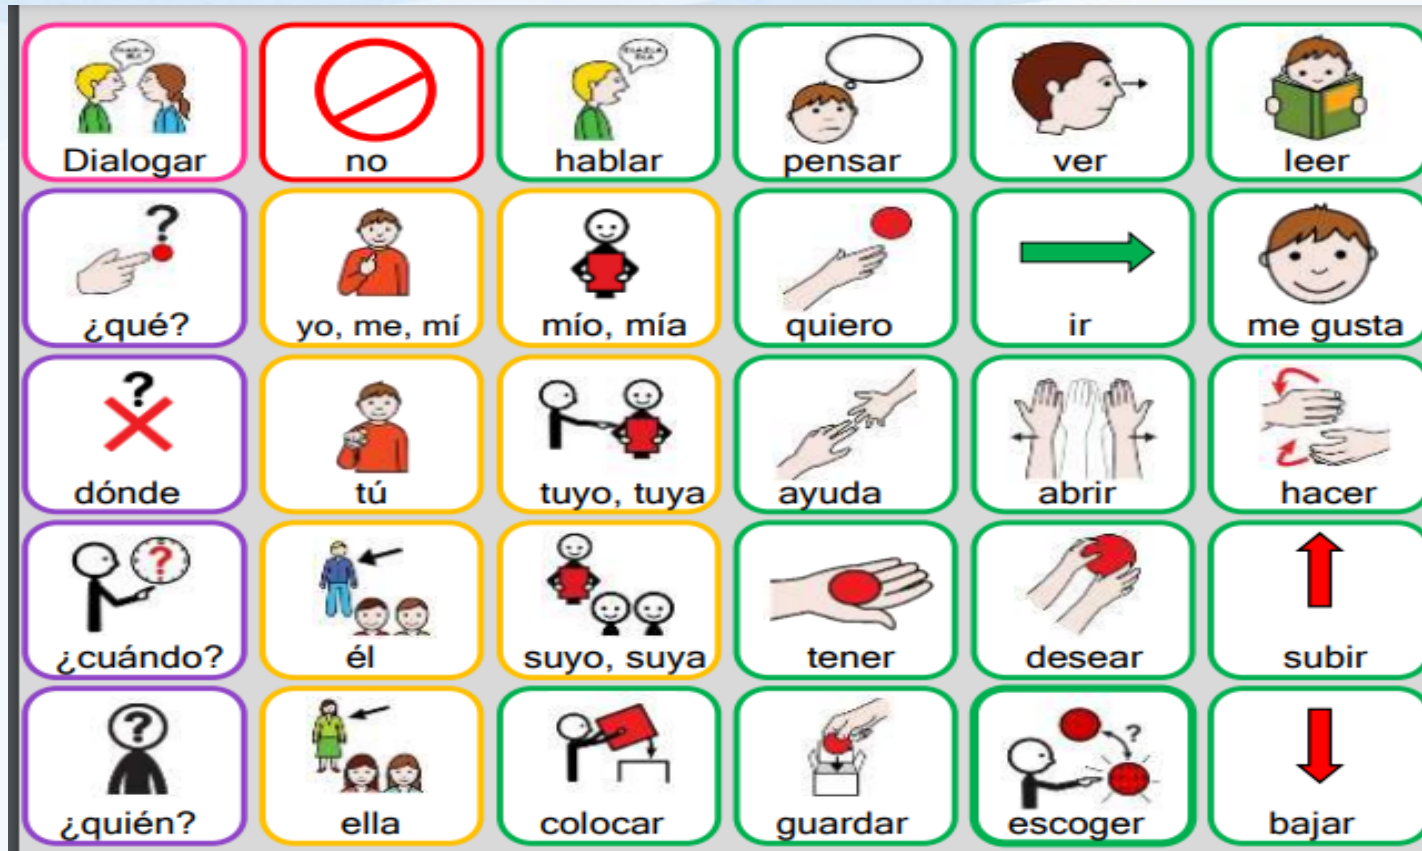 Dialogar no hablar pensar ver leer
? ?
¿qué? yo, me, mí mío, mía quiero ir me gusta
?
dónde tú tuyo, tuya ayuda abrir hacer
?
¿cuándo? él suyo, suya tener desear subir
? ?
¿quién? ella colocar guardar escoger bajar